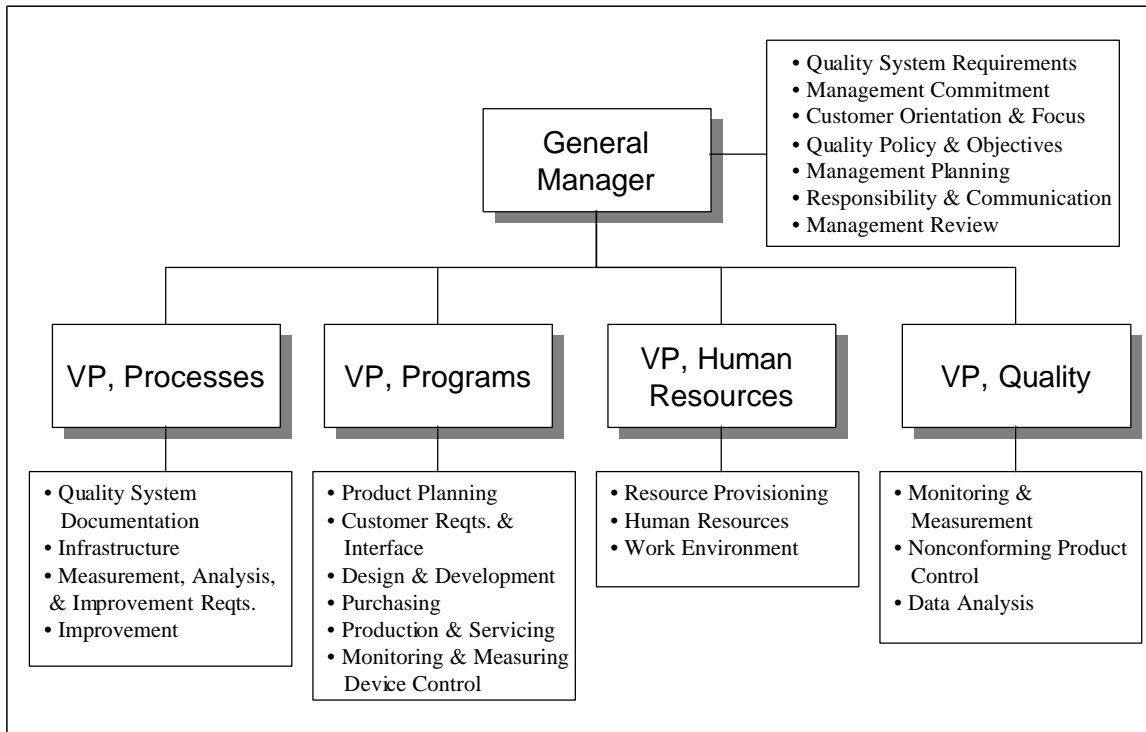 • Quality System Requirements
• Management Commitment
• Customer Orientation & Focus
• Quality Policy & Objectives
• Management Planning
• Responsibility & Communication
• Management Review
General
Manager
VP, Processes
VP, Programs
VP, Human
Resources
VP, Quality
• Quality System
Documentation
• Infrastructure
• Measurement, Analysis,
& Improvement Reqts.
• Improvement
• Product Planning
• Customer Reqts. &
Interface
• Design & Development
• Purchasing
• Production & Servicing
• Monitoring & Measuring
Device Control
• Resource Provisioning
• Human Resources
• Work Environment
• Monitoring &
Measurement
• Nonconforming Product
Control
• Data Analysis